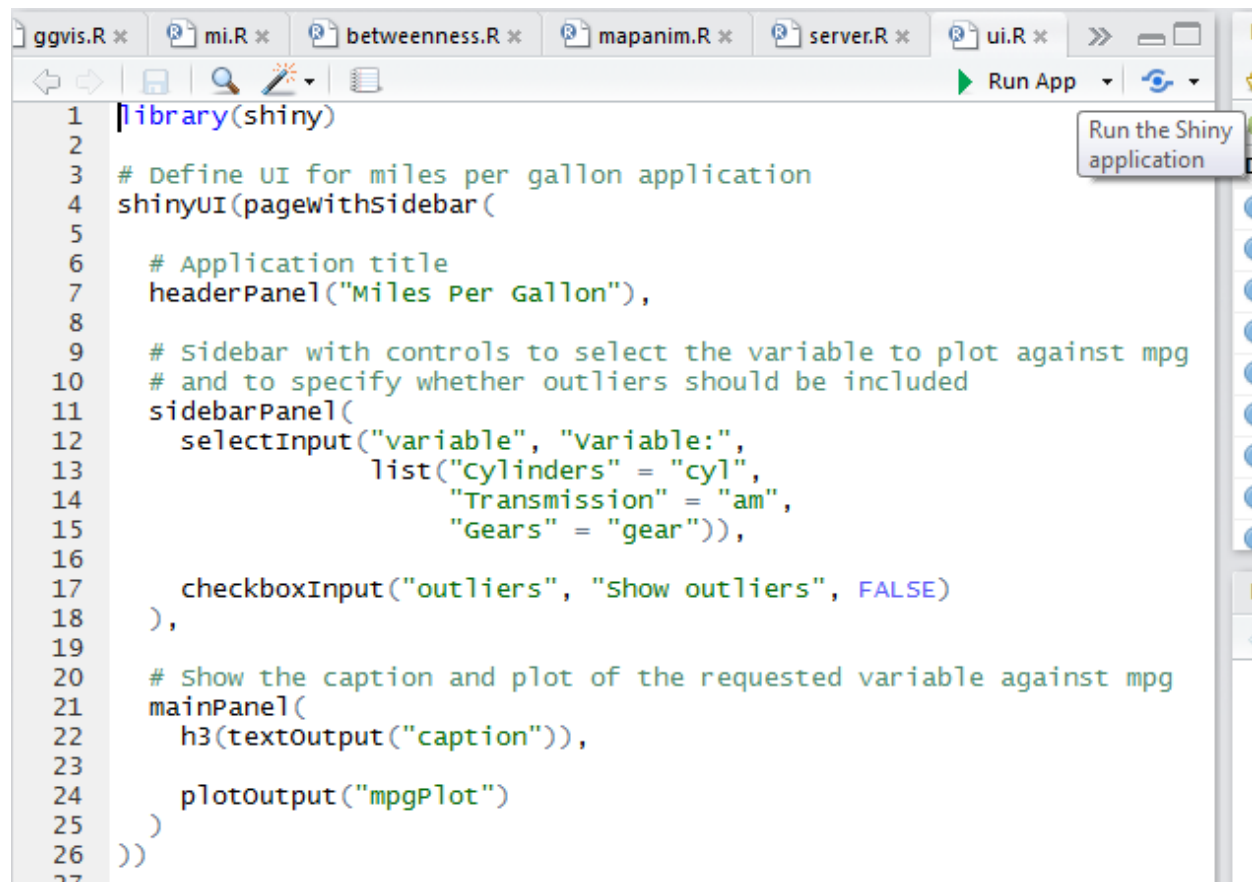 ggvis.R × mi.R × betweenness.R × mapanim.R × server.R × ui.R ×
Run App
Run the Shiny
application
1 library(shiny)
2
3 # Define UI for miles per gallon application
4 shinyUI(pageWithSidebar(
5
6   # Application title
7   headerPanel("Miles Per Gallon"),
8
9   # Sidebar with controls to select the variable to plot against mpg
10   # and to specify whether outliers should be included
11   sidebarPanel(
12     selectInput("variable", "Variable:",
13                 list("Cylinders" = "cyl",
14                      "Transmission" = "am",
15                      "Gears" = "gear")),
16
17     checkboxInput("outliers", "Show outliers", FALSE)
18   ),
19
20   # Show the caption and plot of the requested variable against mpg
21   mainPanel(
22     h3(textOutput("caption")),
23
24     plotOutput("mpgPlot")
25   )
26 ))
27